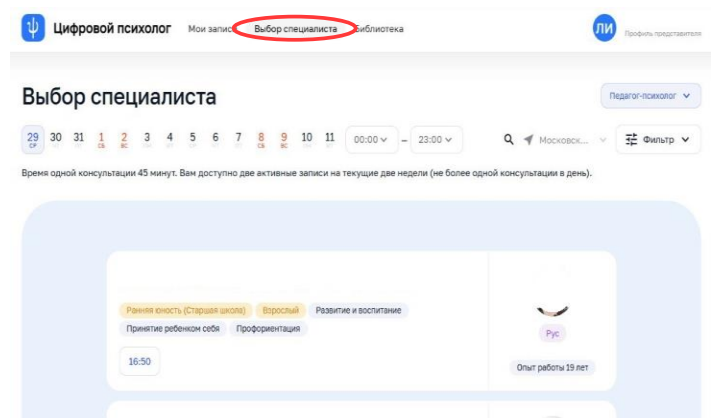 Цифровой психолог Мои записи Выбор специалиста Библиотека ЛИ Профиль представителя
Выбор специалиста Педагог-психолог
29 30 31 1 2 3 4 5 6 7 8 9 10 11 00:00 – 23:00 Московск... Фильтр
СР СБ ВС СБ ВС
Время одной консультации 45 минут. Вам доступно две активные записи на текущие две недели (не более одной консультации в день).
Ранняя юность (Старшая школа) Взрослый Развитие и воспитание
Принятие ребенком себя Профориентация
Рус
16:50
Опыт работы 19 лет